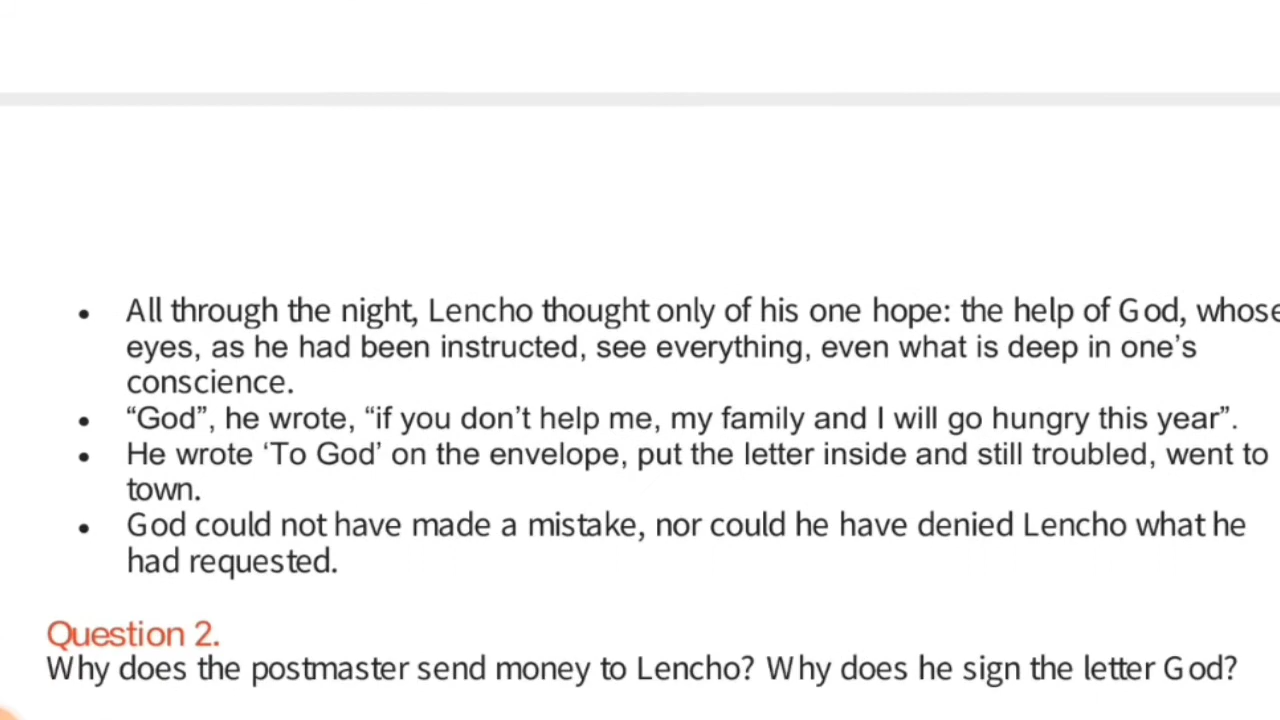 • All through the night, Lencho thought only of his one hope: the help of God, whose
eyes, as he had been instructed, see everything, even what is deep in one’s
conscience.
• “God”, he wrote, “if you don’t help me, my family and I will go hungry this year”.
• He wrote ‘To God’ on the envelope, put the letter inside and still troubled, went to
town.
• God could not have made a mistake, nor could he have denied Lencho what he
had requested.
Question 2.
Why does the postmaster send money to Lencho? Why does he sign the letter God?